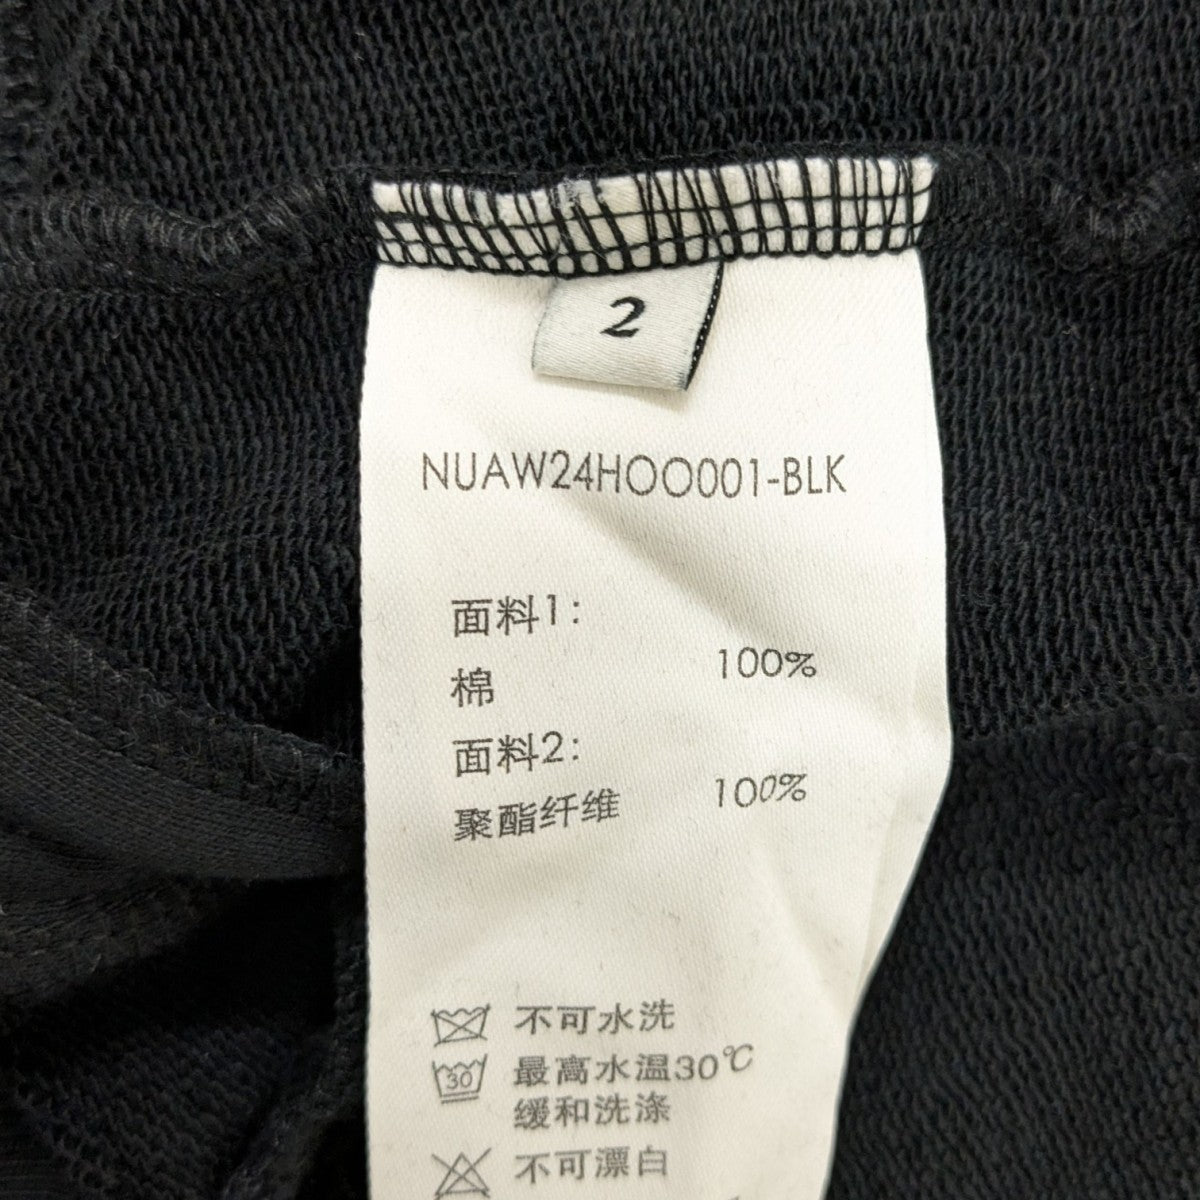 2
NUAW24HOO001-BLK
面料1:
棉 100%
面料2:
聚酯纤维 100%
不可水洗
30 最高水温30℃
缓和洗涤
不可漂白